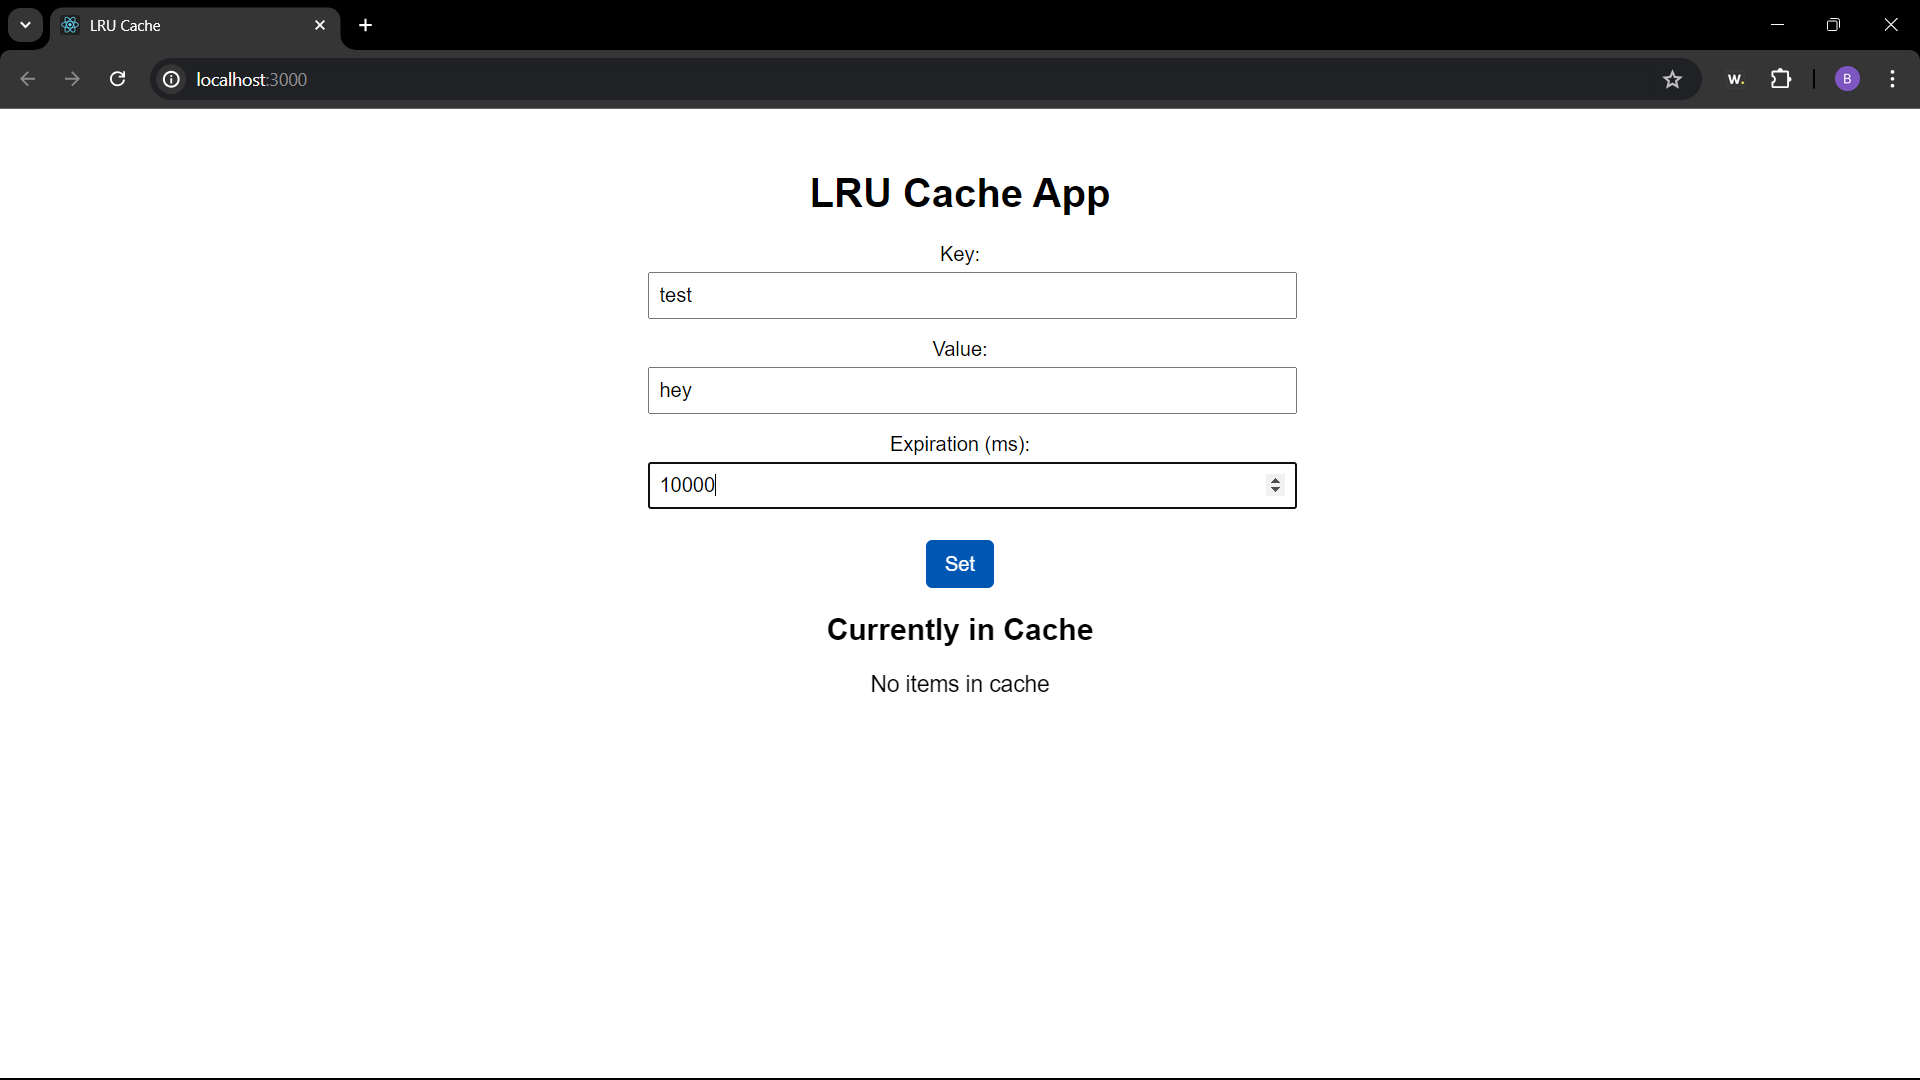 LRU Cache
localhost:3000
w.
B
LRU Cache App
Key:
test
Value:
hey
Expiration (ms):
10000
Set
Currently in Cache
No items in cache